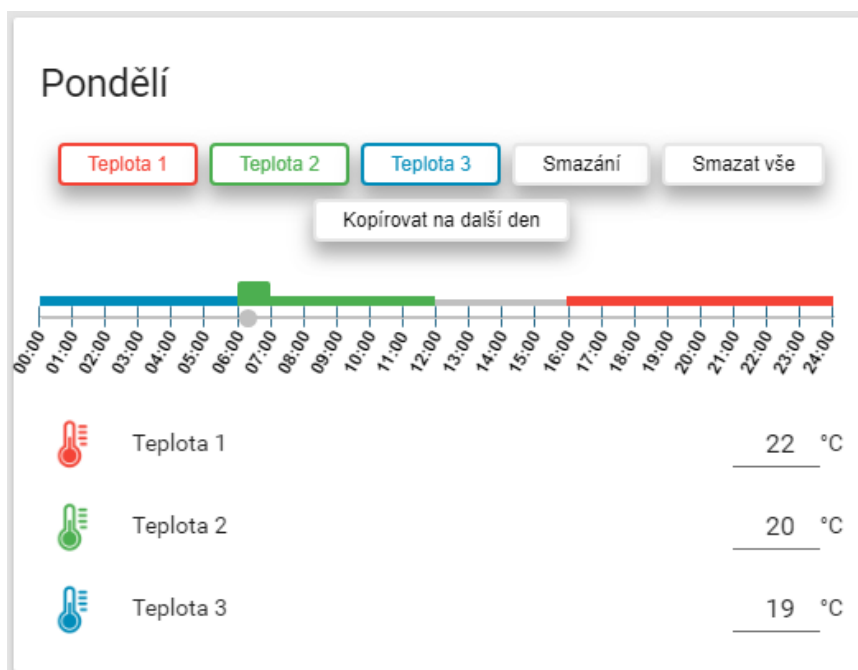 Pondělí
Teplota 1 Teplota 2 Teplota 3 Smazání Smazat vše
Kopírovat na další den
00:00 01:00 02:00 03:00 04:00 05:00 06:00 07:00 08:00 09:00 10:00 11:00 12:00 13:00 14:00 15:00 16:00 17:00 18:00 19:00 20:00 21:00 22:00 23:00 24:00
Teplota 1 22 °C
Teplota 2 20 °C
Teplota 3 19 °C